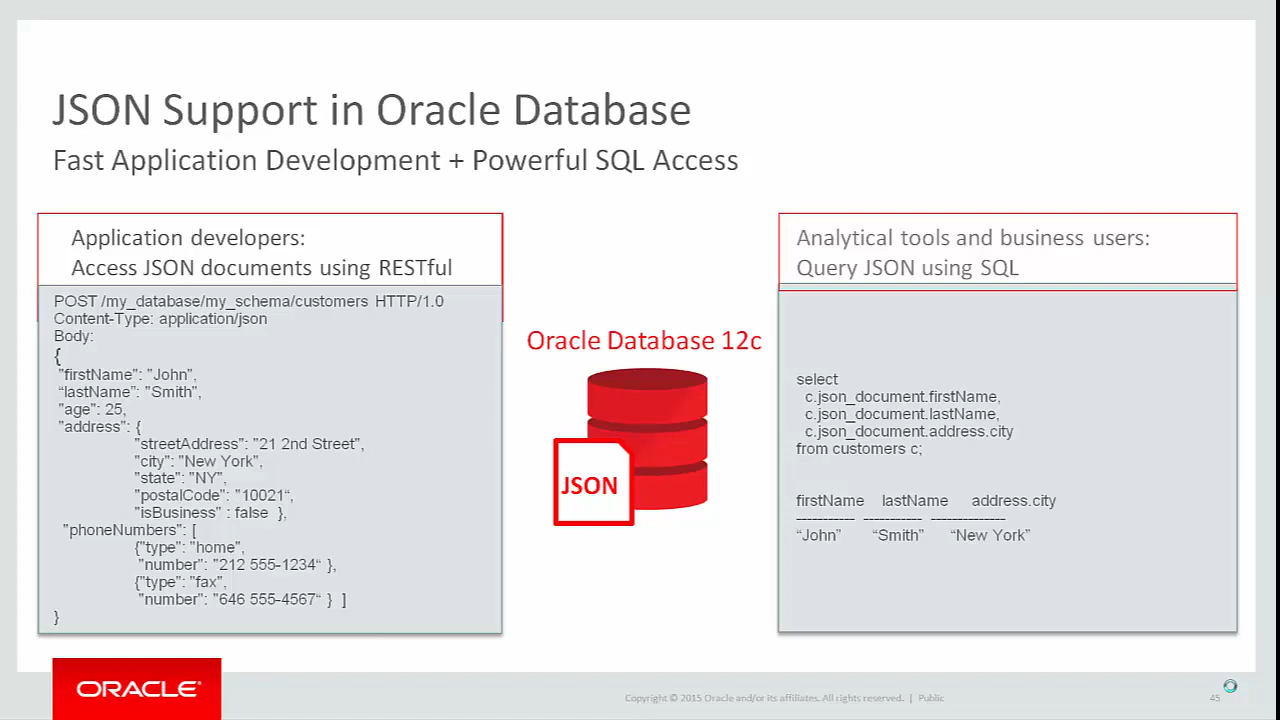 JSON Support in Oracle Database
Fast Application Development + Powerful SQL Access
Application developers:
Access JSON documents using RESTful
POST /my_database/my_schema/customers HTTP/1.0
Content-Type: application/json
Body:
{
"firstName": "John",
“lastName": "Smith",
"age": 25,
"address": {
"streetAddress": "21 2nd Street",
"city": "New York",
"state": "NY",
"postalCode": "10021“,
"isBusiness" : false },
"phoneNumbers": [
{"type": "home",
"number": "212 555-1234“ },
{"type": "fax",
"number": "646 555-4567“ } ]
}
Oracle Database 12c
JSON
Analytical tools and business users:
Query JSON using SQL
select
c.json_document.firstName,
c.json_document.lastName,
c.json_document.address.city
from customers c;
firstName lastName address.city
----------- ----------- --------------
“John” “Smith” “New York”
ORACLE®
Copyright © 2015 Oracle and/or its affiliates. All rights reserved. | Public
45